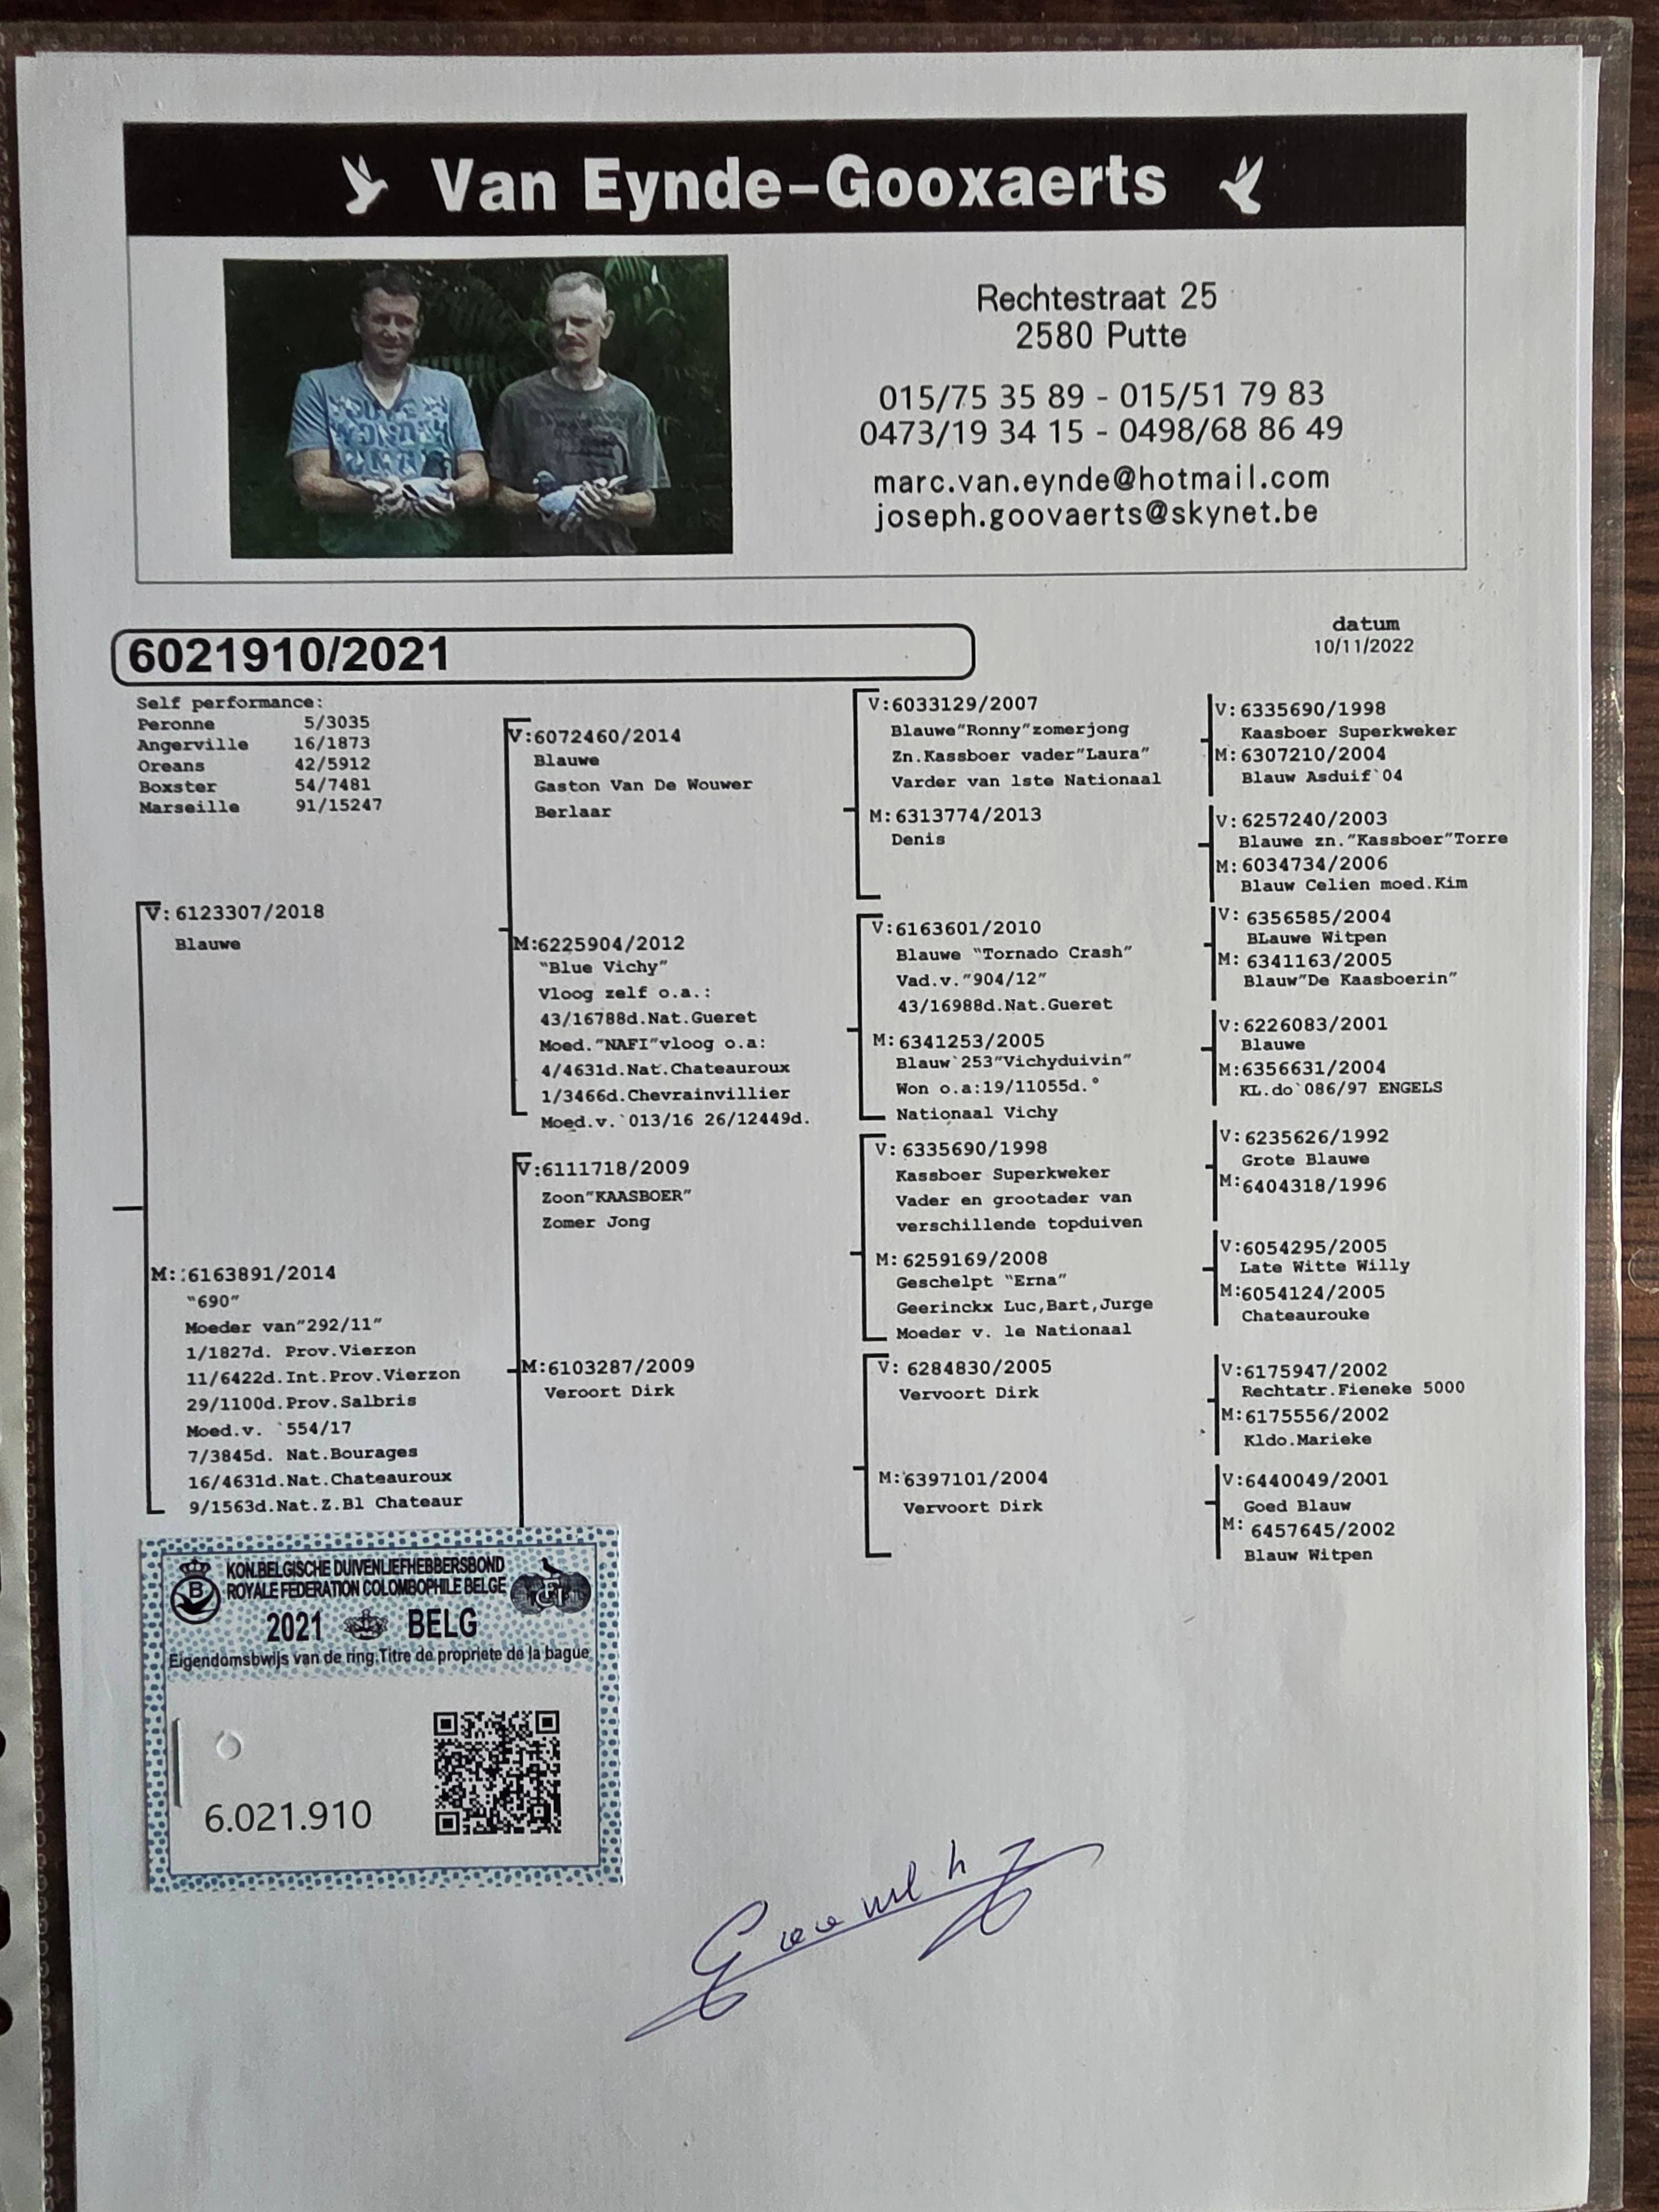 Van Eynde-Gooxaerts
Rechtestraat 25
2580 Putte
015/75 35 89 - 015/51 79 83
0473/19 34 15 - 0498/68 86 49
marc.van.eynde@hotmail.com
joseph.goovaerts@skynet.be
datum
10/11/2022
6021910/2021
Self performance:
Peronne 5/3035
Angerville 16/1873
Oreans 42/5912
Boxster 54/7481
Marseille 91/15247
V: 6123307/2018
Blauwe
M: :6163891/2014
"690"
Moeder van"292/11"
1/1827d. Prov.Vierzon
11/6422d.Int.Prov.Vierzon
29/1100d.Prov.Salbris
Moed.v. `554/17
7/3845d. Nat.Bourages
16/4631d.Nat.Chateauroux
9/1563d.Nat.Z.Bl Chateaur
V:6072460/2014
Blauwe
Gaston Van De Wouwer
Berlaar
M:6225904/2012
"Blue Vichy"
Vloog zelf o.a.:
43/16788d.Nat.Gueret
Moed."NAFI"vloog o.a:
4/4631d.Nat.Chateauroux
1/3466d.Chevrainvillier
Moed.v.`013/16 26/12449d.
V:6111718/2009
Zoon"KAASBOER"
Zomer Jong
M:6103287/2009
Veroort Dirk
V:6033129/2007
Blauwe"Ronny"zomerjong
Zn.Kassboer vader"Laura"
Varder van 1ste Nationaal
M:6313774/2013
Denis
V:6163601/2010
Blauwe "Tornado Crash"
Vad.v."904/12"
43/16988d.Nat.Gueret
M:6341253/2005
Blauw`253"Vichyduivin"
Won o.a:19/11055d.°
Nationaal Vichy
V: 6335690/1998
Kassboer Superkweker
Vader en grootader van
verschillende topduiven
M: 6259169/2008
Geschelpt "Erna"
Geerinckx Luc,Bart,Jurge
Moeder v. 1e Nationaal
V: 6284830/2005
Vervoort Dirk
M:6397101/2004
Vervoort Dirk
V: 6335690/1998
Kaasboer Superkweker
M: 6307210/2004
Blauw Asduif`04
V: 6257240/2003
Blauwe zn."Kassboer"Torre
M: 6034734/2006
Blauw Celien moed.Kim
V: 6356585/2004
BLauwe Witpen
M: 6341163/2005
Blauw"De Kaasboerin"
V:6226083/2001
Blauwe
M:6356631/2004
KL.do`086/97 ENGELS
V:6235626/1992
Grote Blauwe
M:6404318/1996
V:6054295/2005
Late Witte Willy
M:6054124/2005
Chateaurouke
V:6175947/2002
Rechtatr.Fieneke 5000
M:6175556/2002
Kldo.Marieke
V:6440049/2001
Goed Blauw
M: 6457645/2002
Blauw Witpen
KON.BELGISCHE DUIVENLIEFHEBBERSBOND
ROYALE FEDERATION COLOMBOPHILE BELGE
B
FCI
2021 BELG
Eigendomsbwijs van de ring.Titre de propriete de la bague
6.021.910